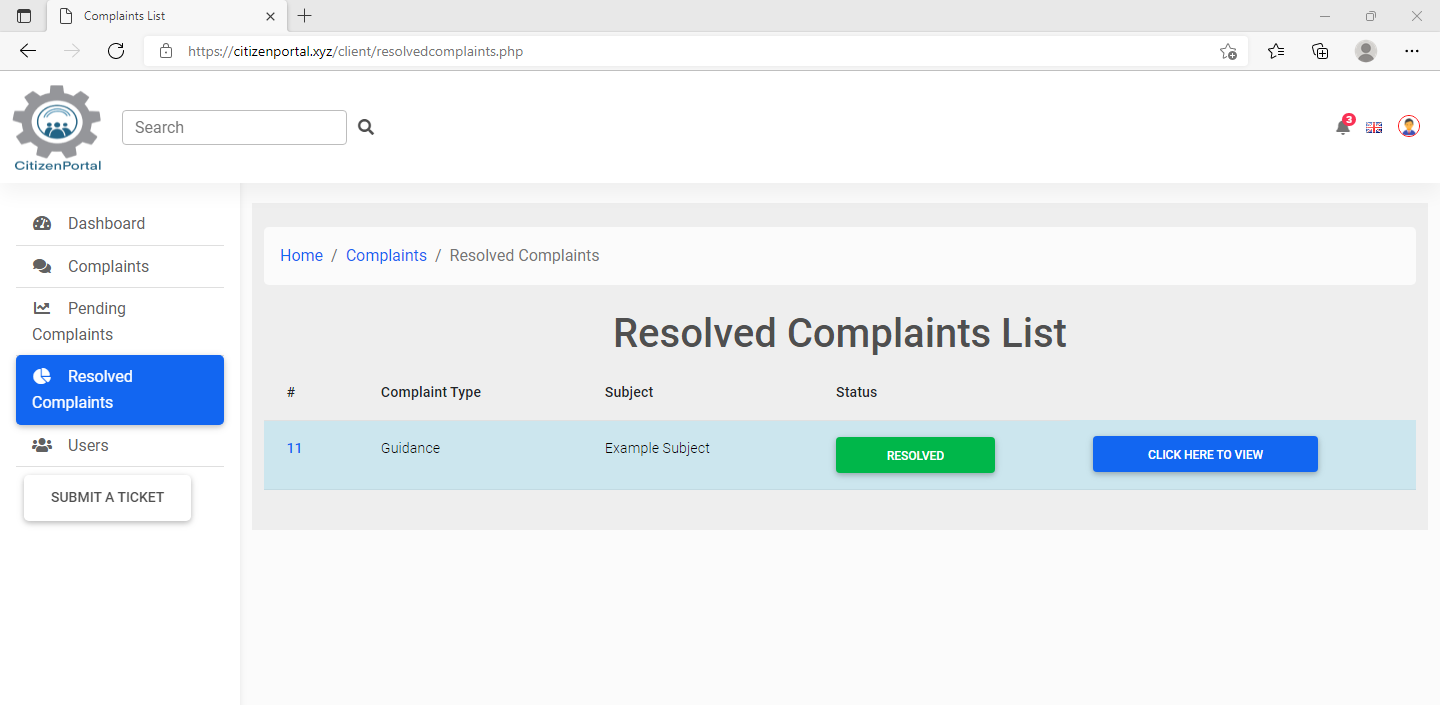 Complaints List
https://citizenportal.xyz/client/resolvedcomplaints.php
CitizenPortal
Search
3
Dashboard
Complaints
Pending
Complaints
Resolved
Complaints
Users
SUBMIT A TICKET
Home / Complaints / Resolved Complaints
Resolved Complaints List
# Complaint Type Subject Status
11 Guidance Example Subject RESOLVED CLICK HERE TO VIEW